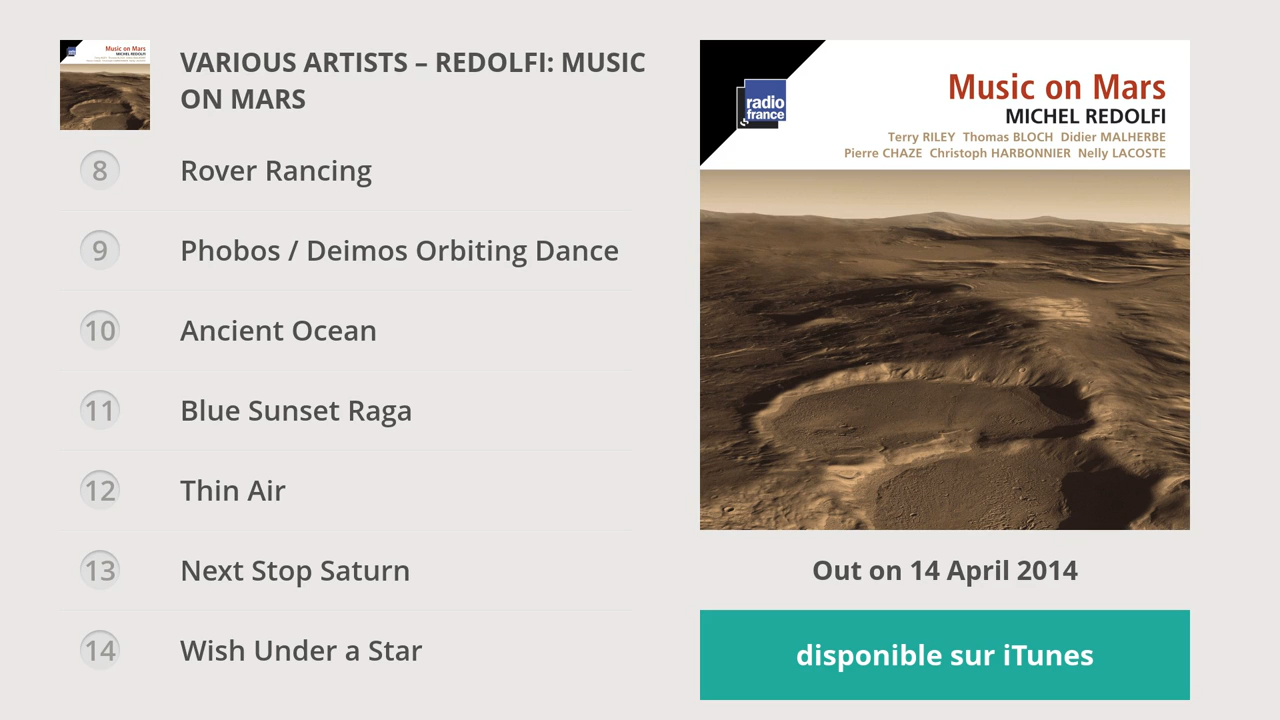 VARIOUS ARTISTS – REDOLFI: MUSIC
ON MARS
8 Rover Rancing
9 Phobos / Deimos Orbiting Dance
10 Ancient Ocean
11 Blue Sunset Raga
12 Thin Air
13 Next Stop Saturn
14 Wish Under a Star
radio
france
Music on Mars
MICHEL REDOLFI
Terry RILEY Thomas BLOCH Didier MALHERBE
Pierre CHAZE Christoph HARBONNIER Nelly LACOSTE
Out on 14 April 2014
disponible sur iTunes